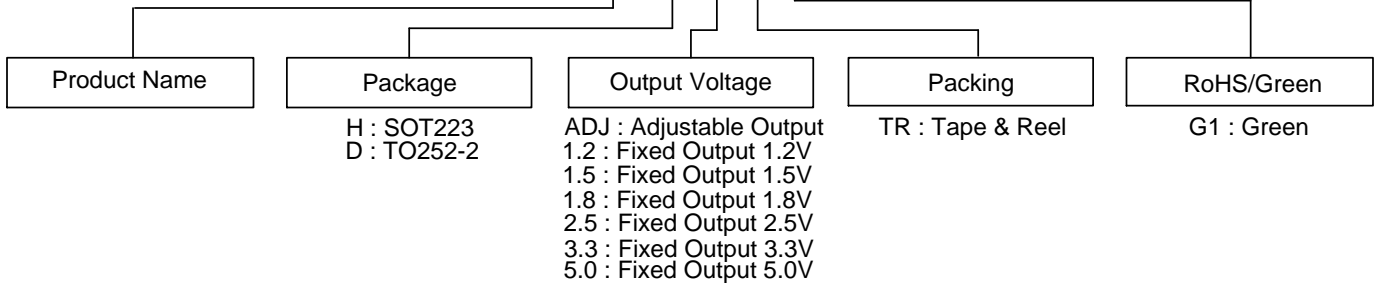 Product Name
Package
Output Voltage
Packing
RoHS/Green
H : SOT223
D : TO252-2
ADJ : Adjustable Output
1.2 : Fixed Output 1.2V
1.5 : Fixed Output 1.5V
1.8 : Fixed Output 1.8V
2.5 : Fixed Output 2.5V
3.3 : Fixed Output 3.3V
5.0 : Fixed Output 5.0V
TR : Tape & Reel
G1 : Green